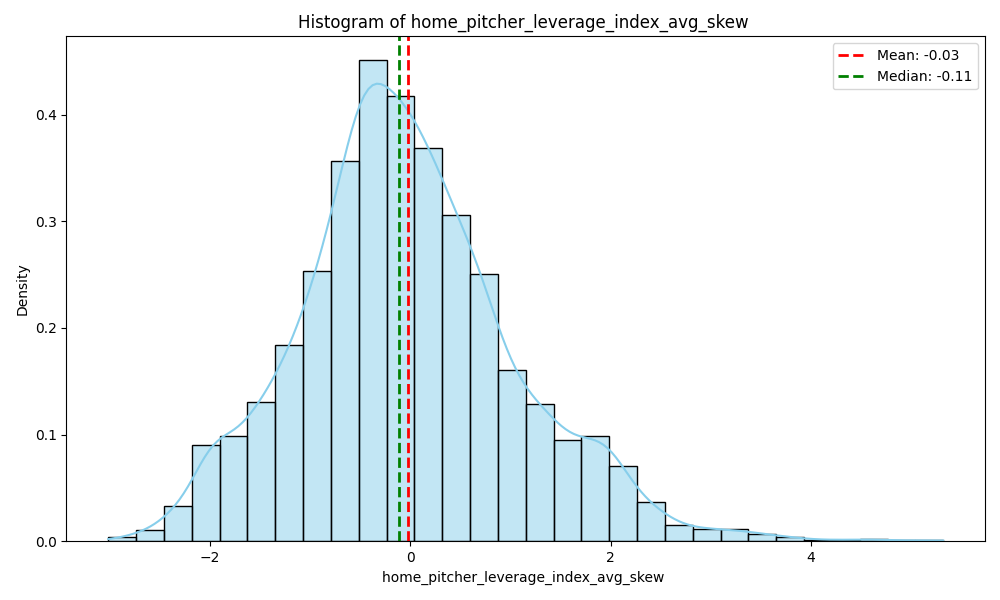 Histogram of home_pitcher_leverage_index_avg_skew
Mean: -0.03
Median: -0.11
Density
0.4
0.3
0.2
0.1
0.0
−2
0
2
4
home_pitcher_leverage_index_avg_skew